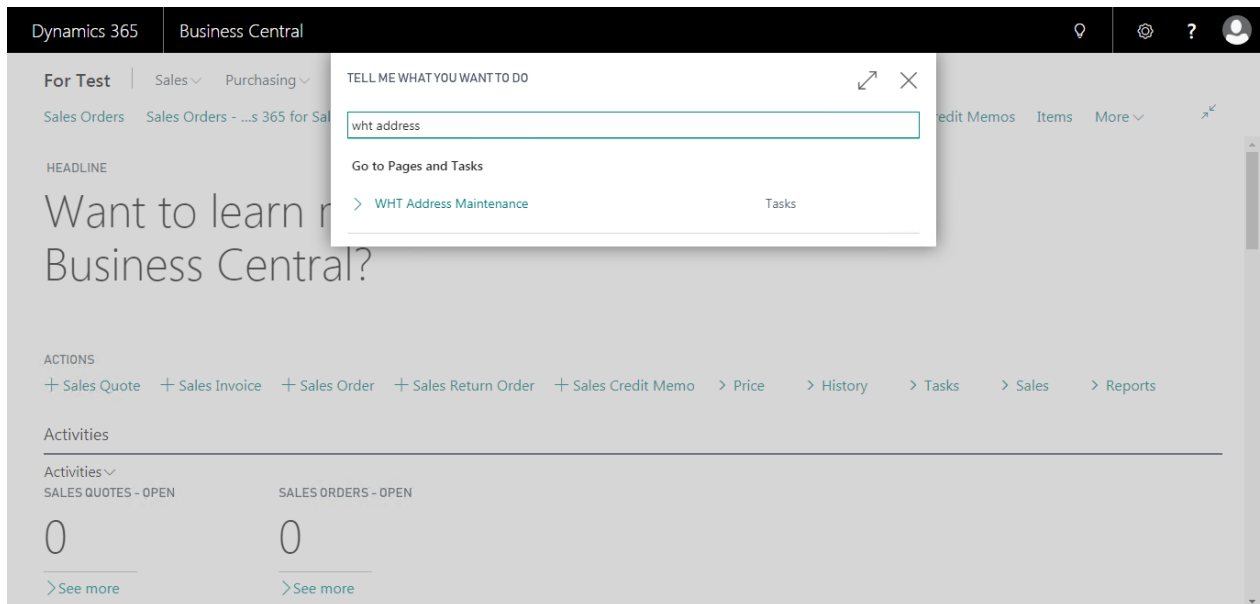 Dynamics 365 Business Central ?
For Test Sales Purchasing
Sales Orders Sales Orders - ...s 365 for Sal edit Memos Items More
TELL ME WHAT YOU WANT TO DO
wht address
Go to Pages and Tasks
WHT Address Maintenance Tasks
HEADLINE
Want to learn
Business Central?
ACTIONS
+ Sales Quote + Sales Invoice + Sales Order + Sales Return Order + Sales Credit Memo > Price > History > Tasks > Sales > Reports
Activities
Activities
SALES QUOTES - OPEN SALES ORDERS - OPEN
0 0
>See more >See more